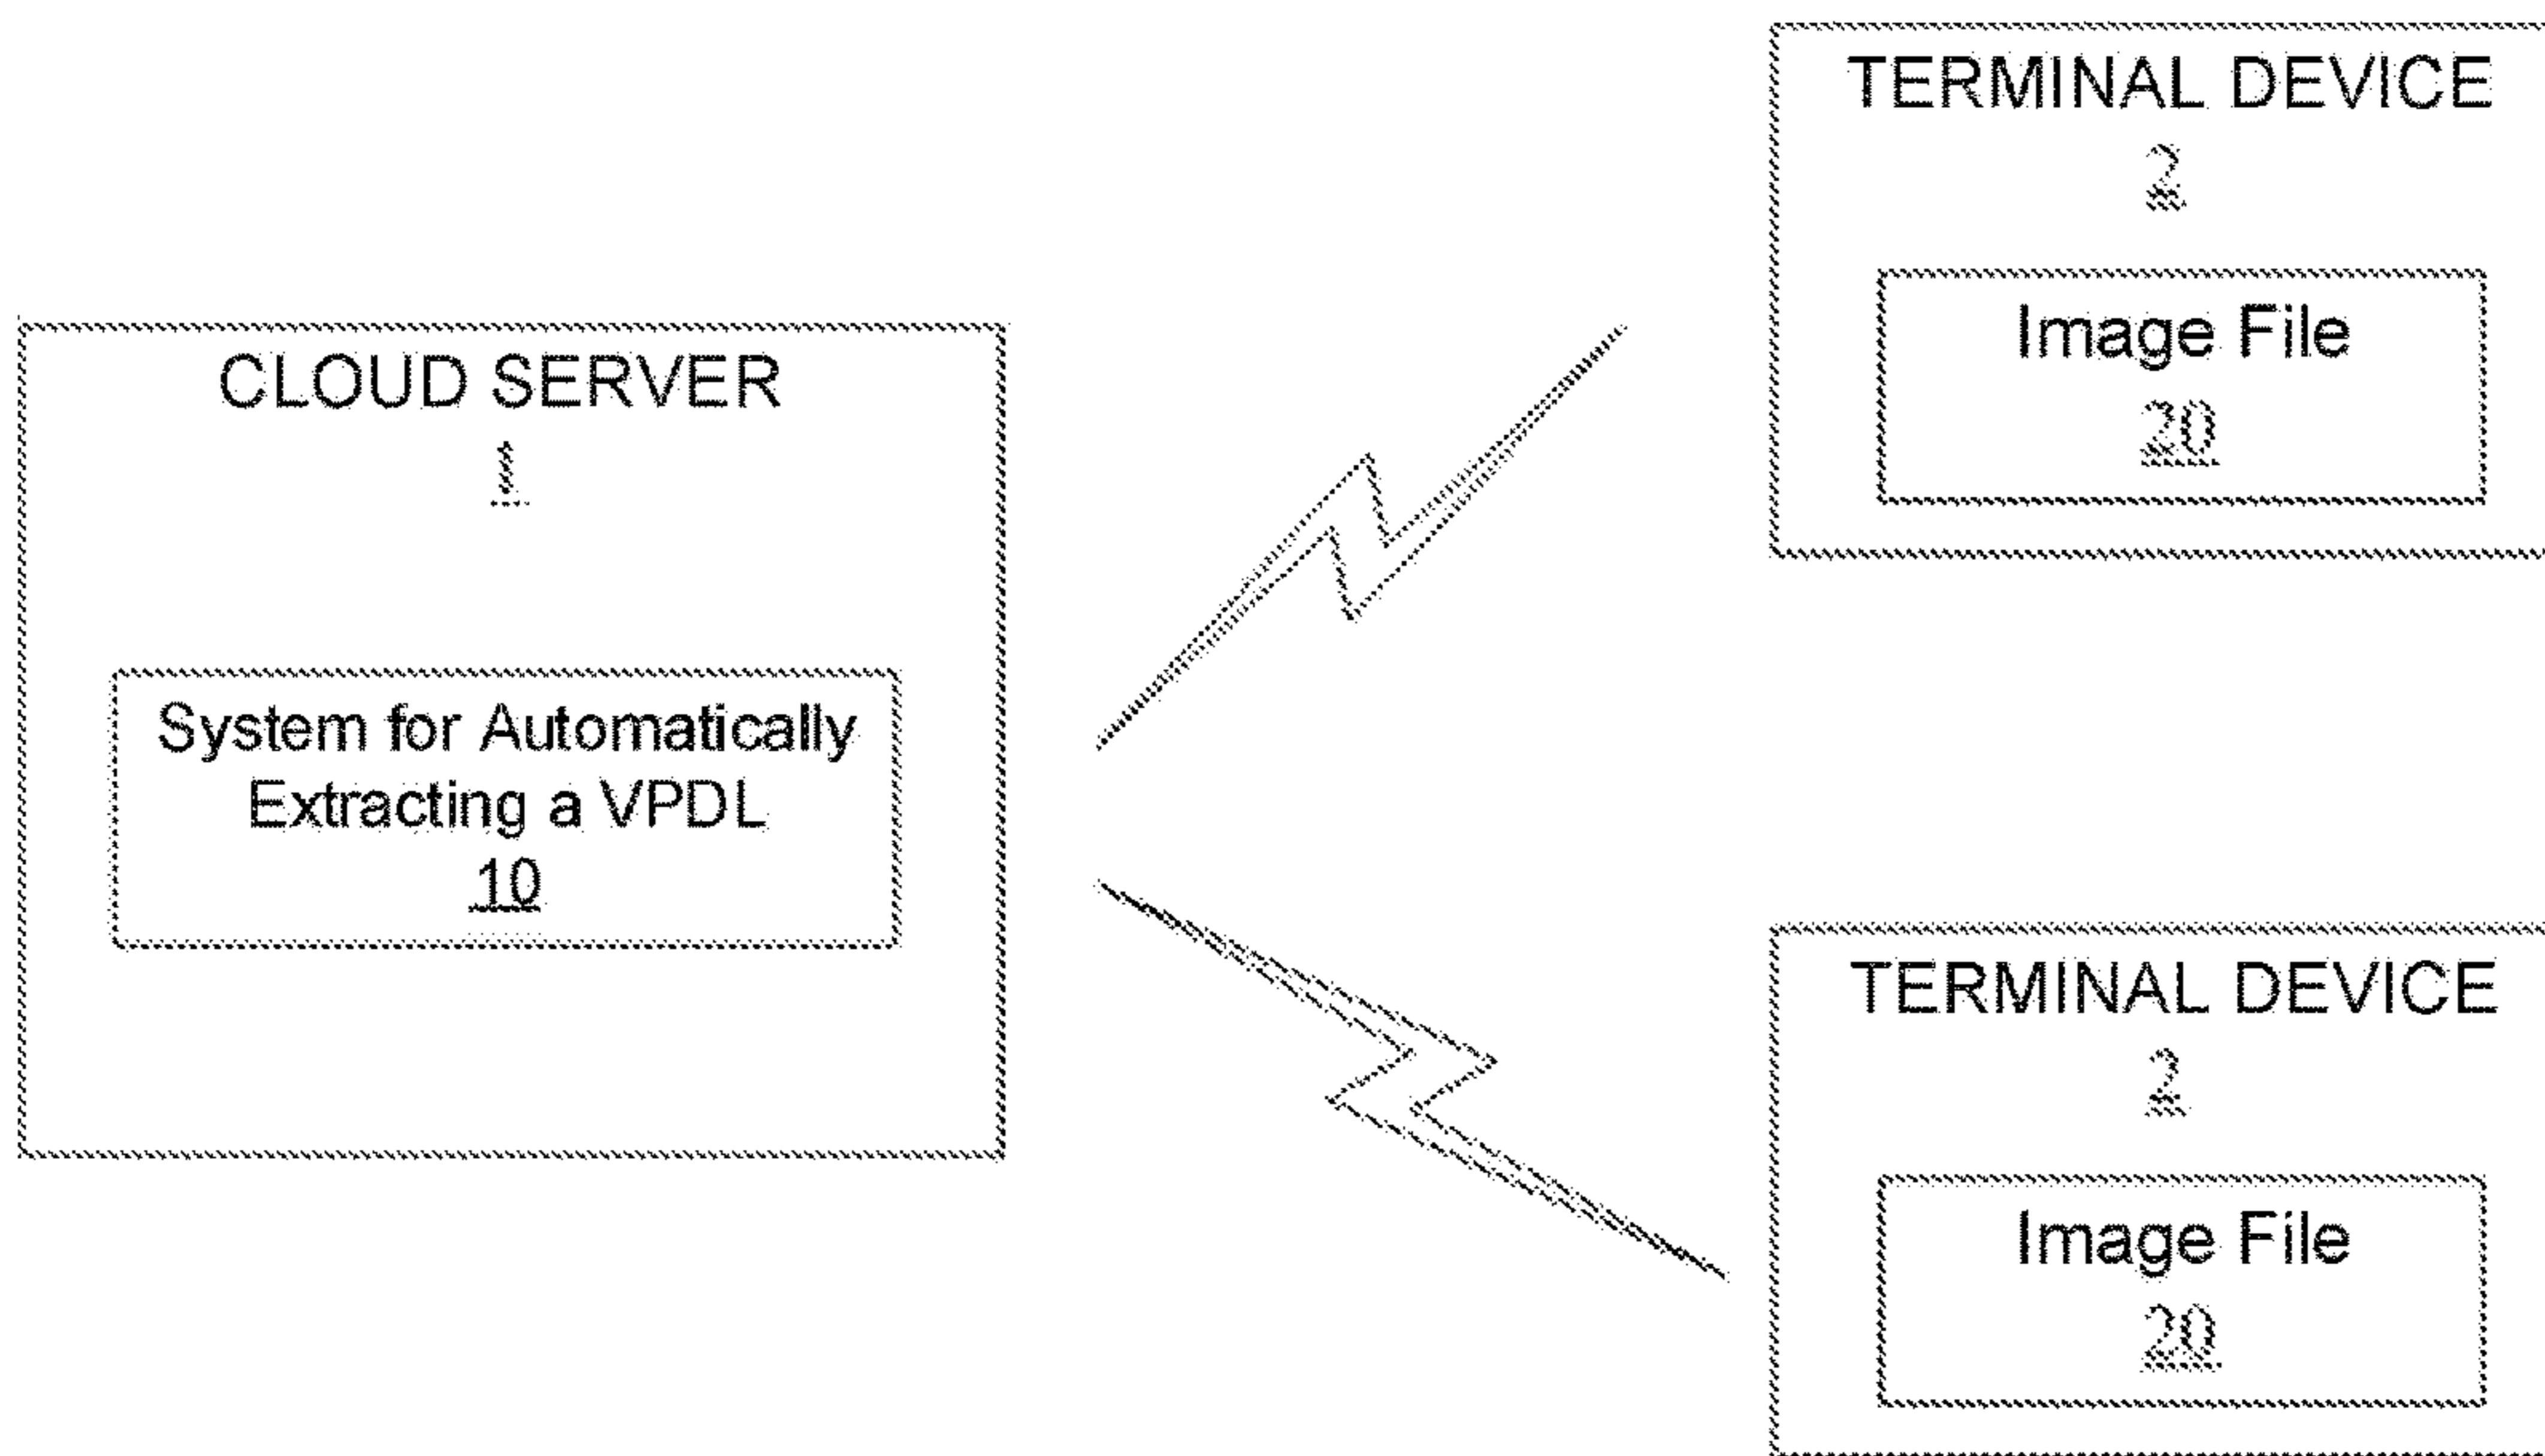 CLOUD SERVER
1
System for Automatically
Extracting a VPDL
10
TERMINAL DEVICE
2
Image File
20
TERMINAL DEVICE
2
Image File
20